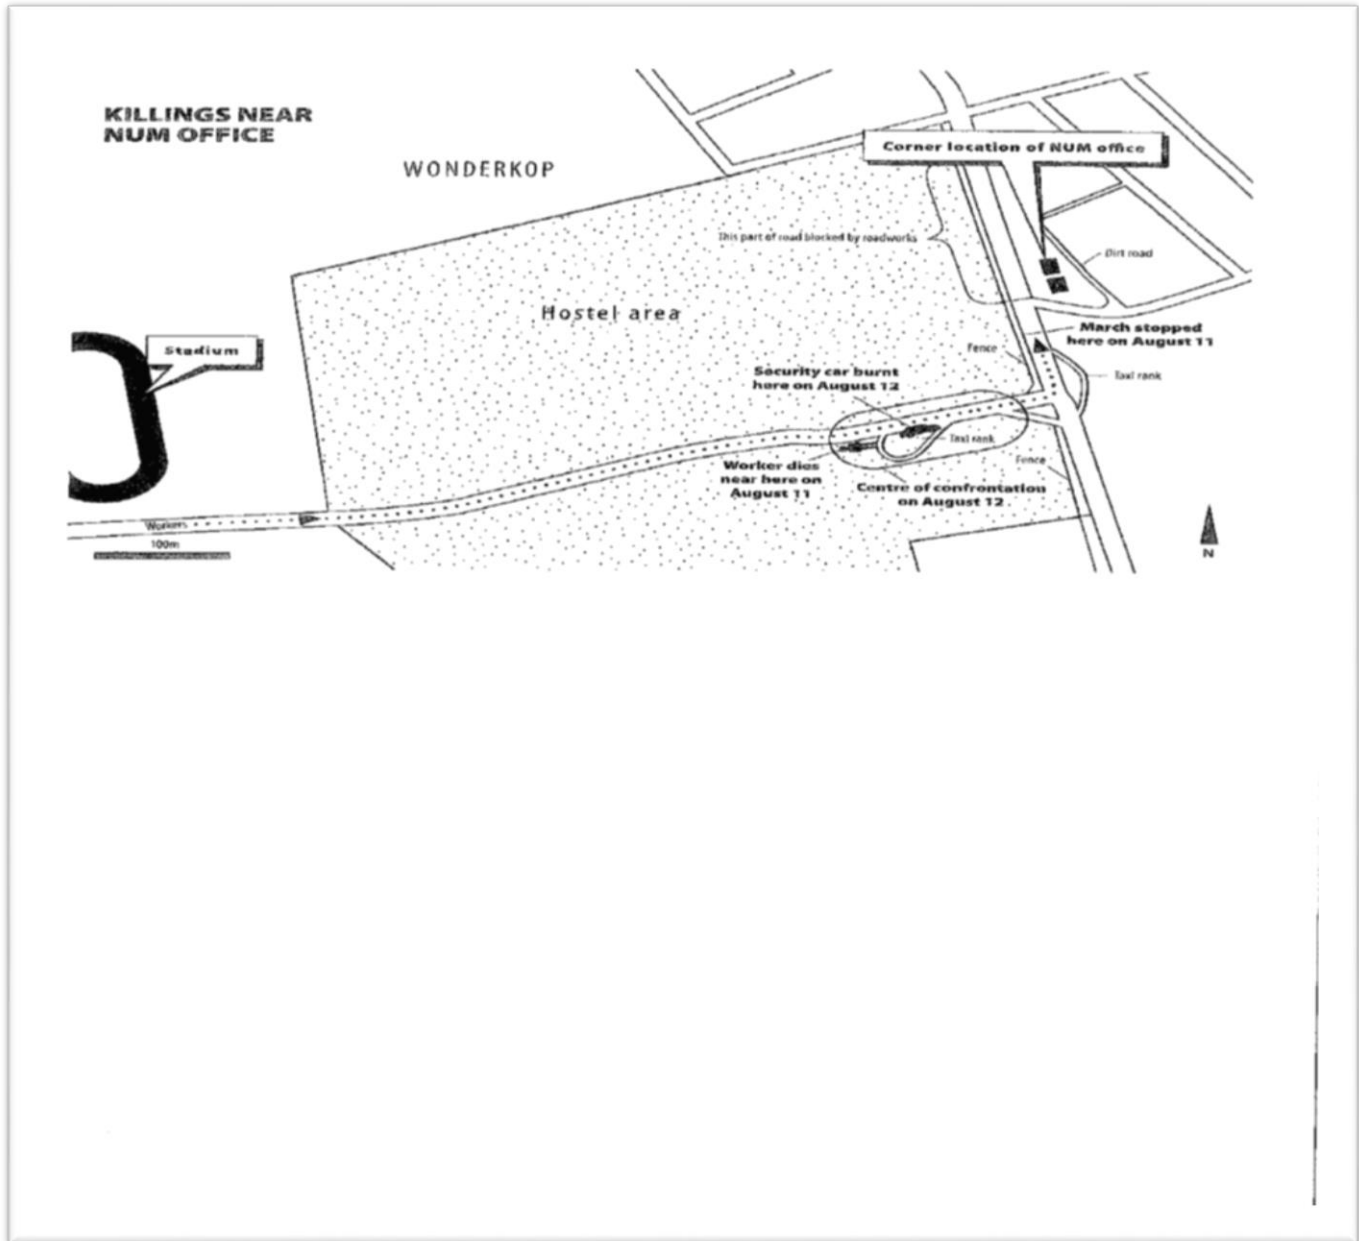 KILLINGS NEAR
NUM OFFICE
WONDERKOP
Corner location of NUM office
This part of road blocked by roadworks
Dirt road
Hostel area
Stadium
March stopped
here on August 11
Fence
Security car burnt
here on August 12
Taxi rank
Taxi rank
Worker dies
near here on
August 11
Fence
Centre of confrontation
on August 12
Workers
100m
N